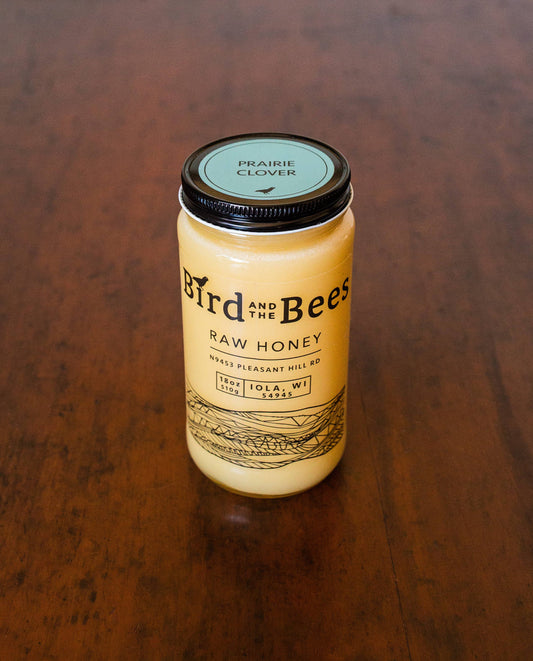 PRAIRIE
CLOVER
Bird AND THE Bees
RAW HONEY
N9453 PLEASANT HILL RD
18oz IOLA, WI
510g 54945